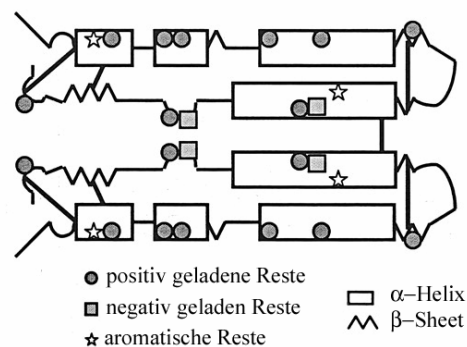 positiv geladene Reste
negativ geladen Reste
aromatische Reste
α–Helix
β–Sheet